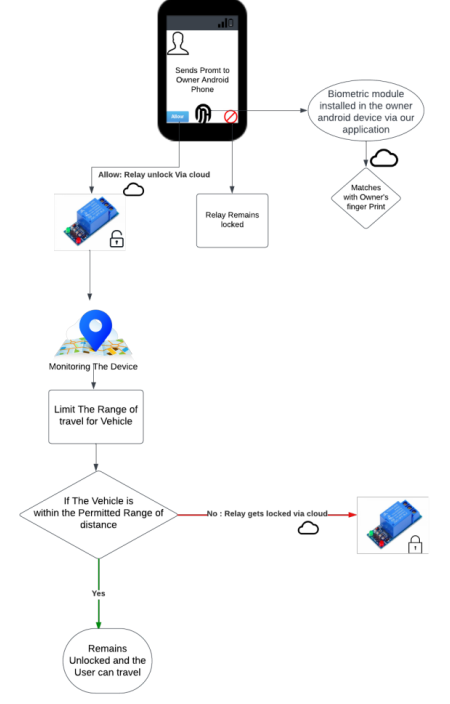 Sends Promt to
Owner Android
Phone
Allow
Biometric module
installed in the owner
android device via our
application
Allow: Relay unlock Via cloud
Matches
with Owner's
finger Print
Relay Remains
locked
Monitoring The Device
Limit The Range of
travel for Vehicle
If The Vehicle is
within the Permitted Range of
distance
No : Relay gets locked via cloud
Yes
Remains
Unlocked and the
User can travel